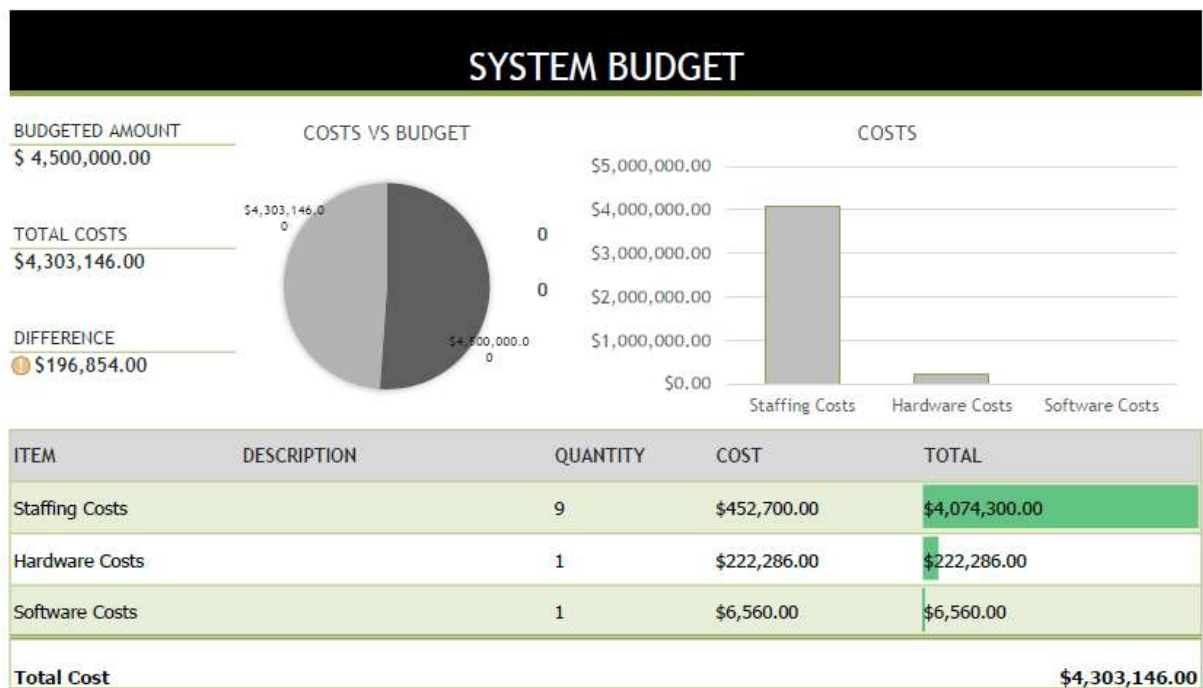 SYSTEM BUDGET
BUDGETED AMOUNT
$ 4,500,000.00
TOTAL COSTS
$4,303,146.00
DIFFERENCE
$196,854.00
COSTS VS BUDGET
$4,303,146.0
0
$4,500,000.0
0
0
0
COSTS
$5,000,000.00
$4,000,000.00
$3,000,000.00
$2,000,000.00
$1,000,000.00
$0.00
Staffing Costs Hardware Costs Software Costs
ITEM DESCRIPTION QUANTITY COST TOTAL
Staffing Costs 9 $452,700.00 $4,074,300.00
Hardware Costs 1 $222,286.00 $222,286.00
Software Costs 1 $6,560.00 $6,560.00
Total Cost $4,303,146.00